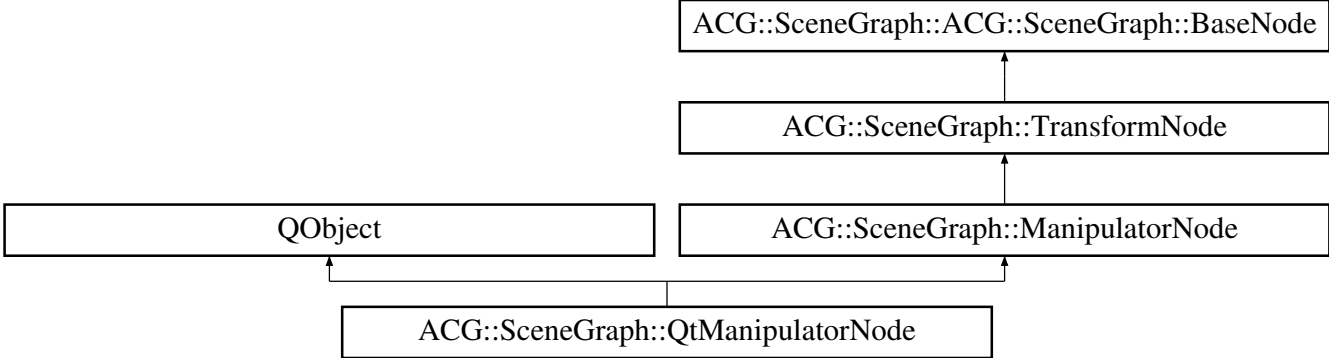 ACG::SceneGraph::ACG::SceneGraph::BaseNode
ACG::SceneGraph::TransformNode
QObject
ACG::SceneGraph::ManipulatorNode
ACG::SceneGraph::QtManipulatorNode